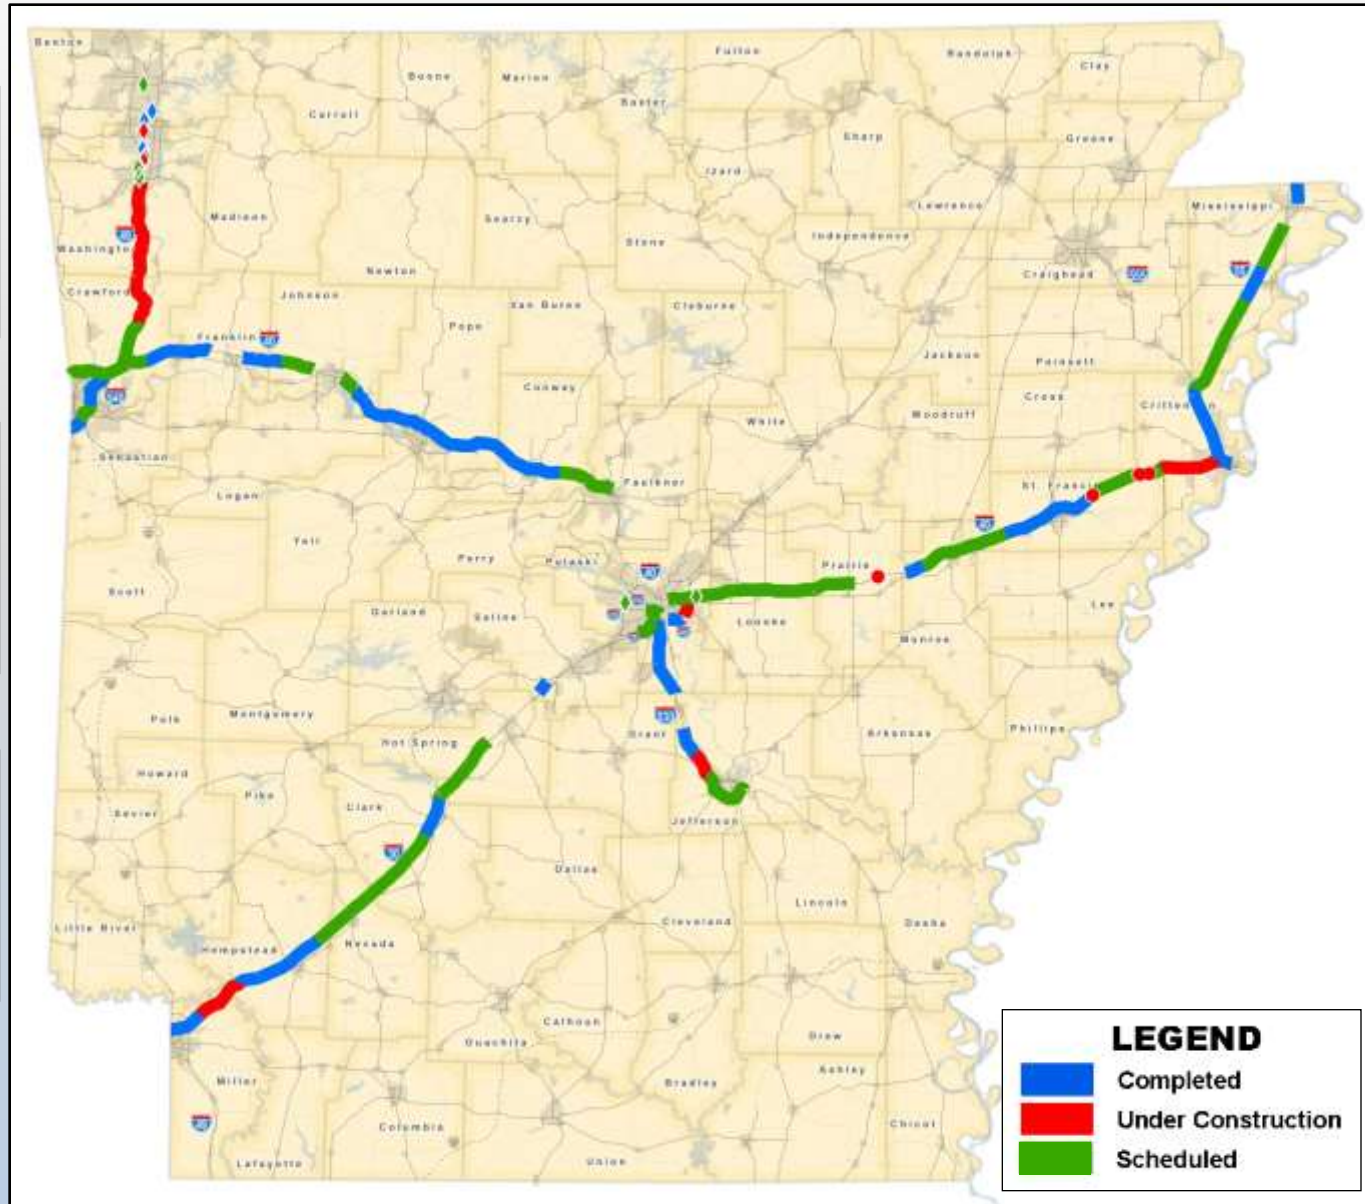 Benton
Boone
Marion
Fulton
Randolph
Clay
Carroll
Baxter
Sharp
Greene
Izard
Madison
Searcy
Lawrence
Mississippi
Washington
Stone
Independence
Newton
Craighead
555
Crawford
Johnson
Van Buren
Cleburne
Pope
Franklin
Jackson
Poinsett
Conway
Cross
Crittenden
White
Woodruff
Sebastian
Faulkner
St. Francis
Logan
Yell
Perry
Pulaski
Prairie
Scott
Garland
Saline
Lonoke
Lee
Monroe
Polk
Montgomery
Hot Spring
Grant
Arkansas
Phillips
Howard
Pike
Clark
Sevier
Jefferson
Dallas
Lincoln
Cleveland
Desha
Little River
Hempstead
Nevada
Calhoun
Ouachita
Drew
Miller
Bradley
Ashley
Columbia
Chicot
Lafayette
Union
LEGEND
Completed
Under Construction
Scheduled